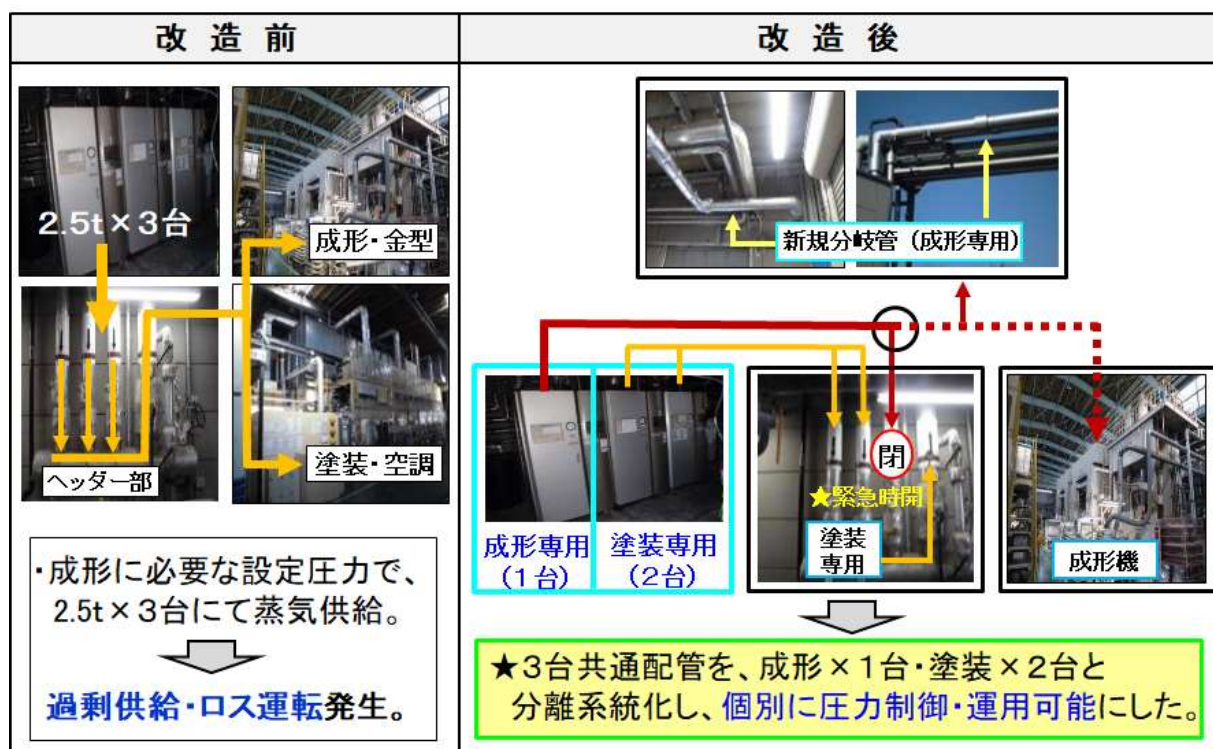 改 造 前
改 造 後
2.5t×3台
成形・金型
ヘッダー部
塗装・空調
・成形に必要な設定圧力で、
2.5t×3台にて蒸気供給。
過剰供給・ロス運転発生。
新規分岐管（成形専用）
閉
★緊急時開
塗装
専用
成形機
成形専用
（1台）
塗装専用
（2台）
★3台共通配管を、成形×1台・塗装×2台と
分離系統化し、個別に圧力制御・運用可能にした。